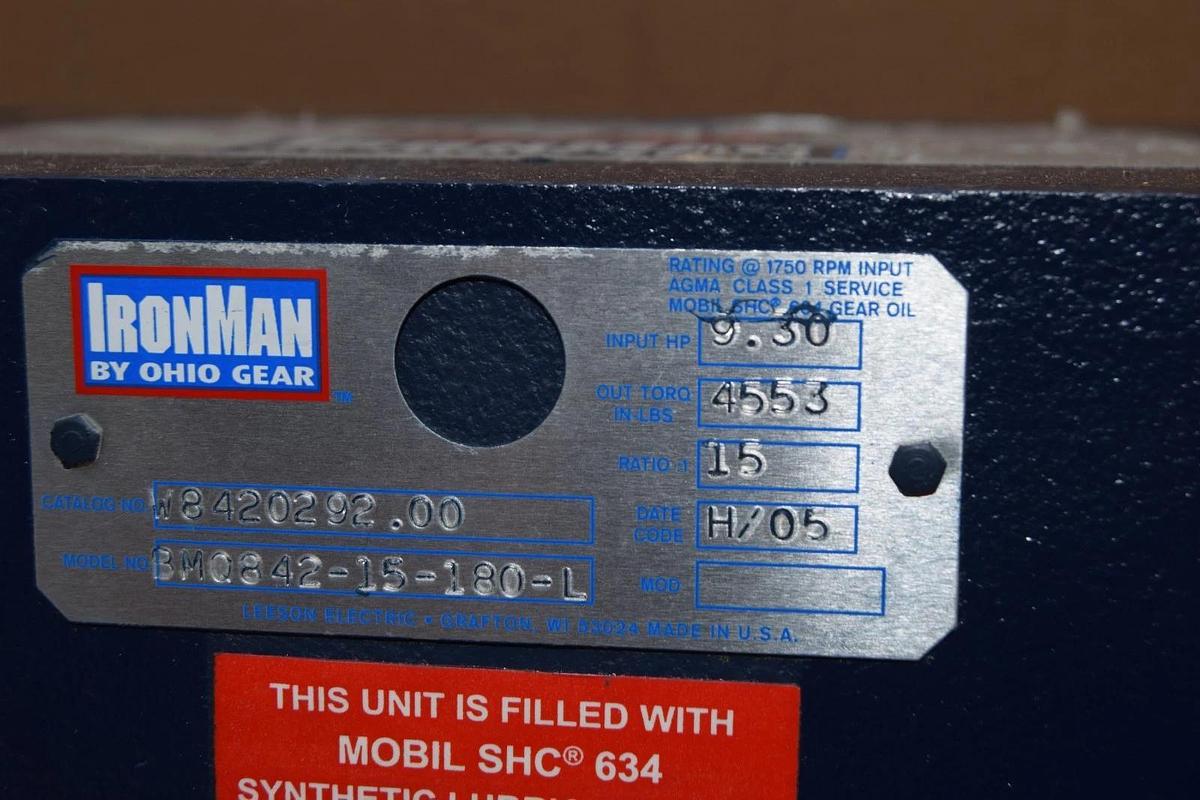 IRONMAN
BY OHIO GEAR
TM
RATING @ 1750 RPM INPUT
AGMA CLASS 1 SERVICE
MOBIL SHC® 634 GEAR OIL
INPUT HP 9.30
OUT TORQ
IN-LBS 4553
RATIO :1 15
CATALOG NO. W8420292.00
DATE
CODE H/05
MODEL NO. BMQ842-15-180-L
MOD
LEESON ELECTRIC • GRAFTON, WI 53024 MADE IN U.S.A.
THIS UNIT IS FILLED WITH
MOBIL SHC® 634
SYNTHETIC